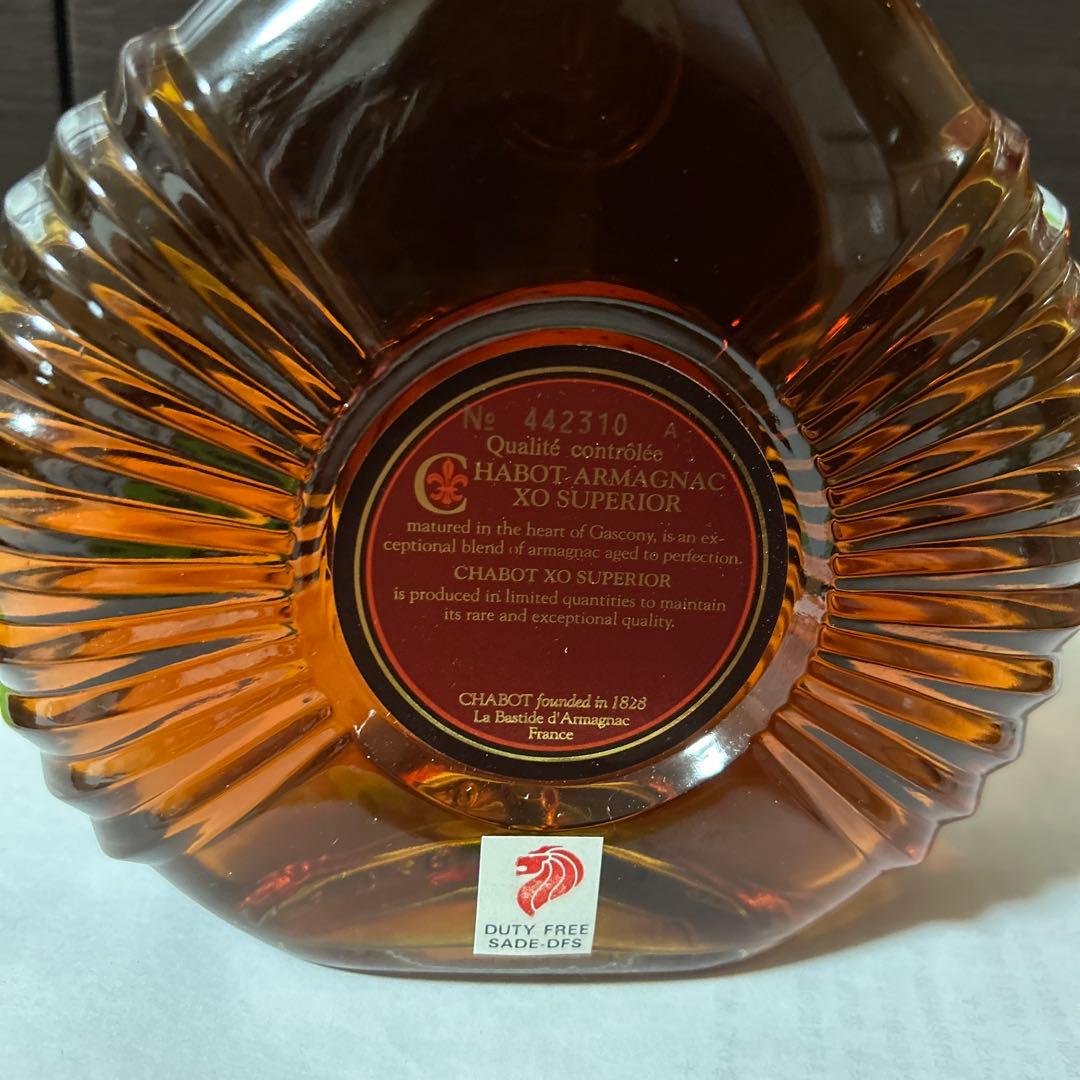 No 442310 A
Qualité contrôlée
CHABOT-ARMAGNAC
XO SUPERIOR
matured in the heart of Gascony, is an ex-
ceptional blend of armagnac aged to perfection.
CHABOT XO SUPERIOR
is produced in limited quantities to maintain
its rare and exceptional quality.
CHABOT founded in 1828
La Bastide d'Armagnac
France
DUTY FREE
SADE-DFS